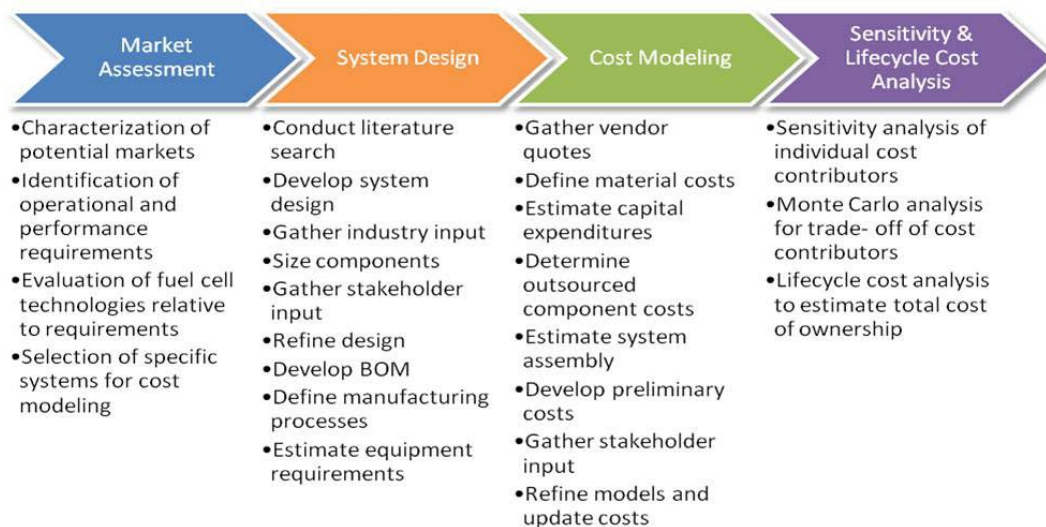 Market
Assessment
•Characterization of
potential markets
•Identification of
operational and
performance
requirements
•Evaluation of fuel cell
technologies relative
to requirements
•Selection of specific
systems for cost
modeling
System Design
•Conduct literature
search
•Develop system
design
•Gather industry input
•Size components
•Gather stakeholder
input
•Refine design
•Develop BOM
•Define manufacturing
processes
•Estimate equipment
requirements
Cost Modeling
•Gather vendor
quotes
•Define material costs
•Estimate capital
expenditures
•Determine
outsourced
component costs
•Estimate system
assembly
•Develop preliminary
costs
•Gather stakeholder
input
•Refine models and
update costs
Sensitivity &
Lifecycle Cost
Analysis
•Sensitivity analysis of
individual cost
contributors
•Monte Carlo analysis
for trade- off of cost
contributors
•Lifecycle cost analysis
to estimate total cost
of ownership